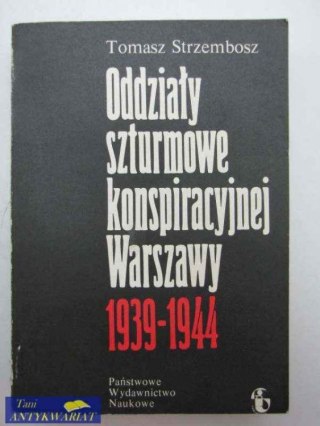 Tomasz Strzembosz
Oddziały
szturmowe
konspiracyjnej
Warszawy
1939-1944
Państwowe
Wydawnictwo
Naukowe
Tani
ANTYKWARIAT